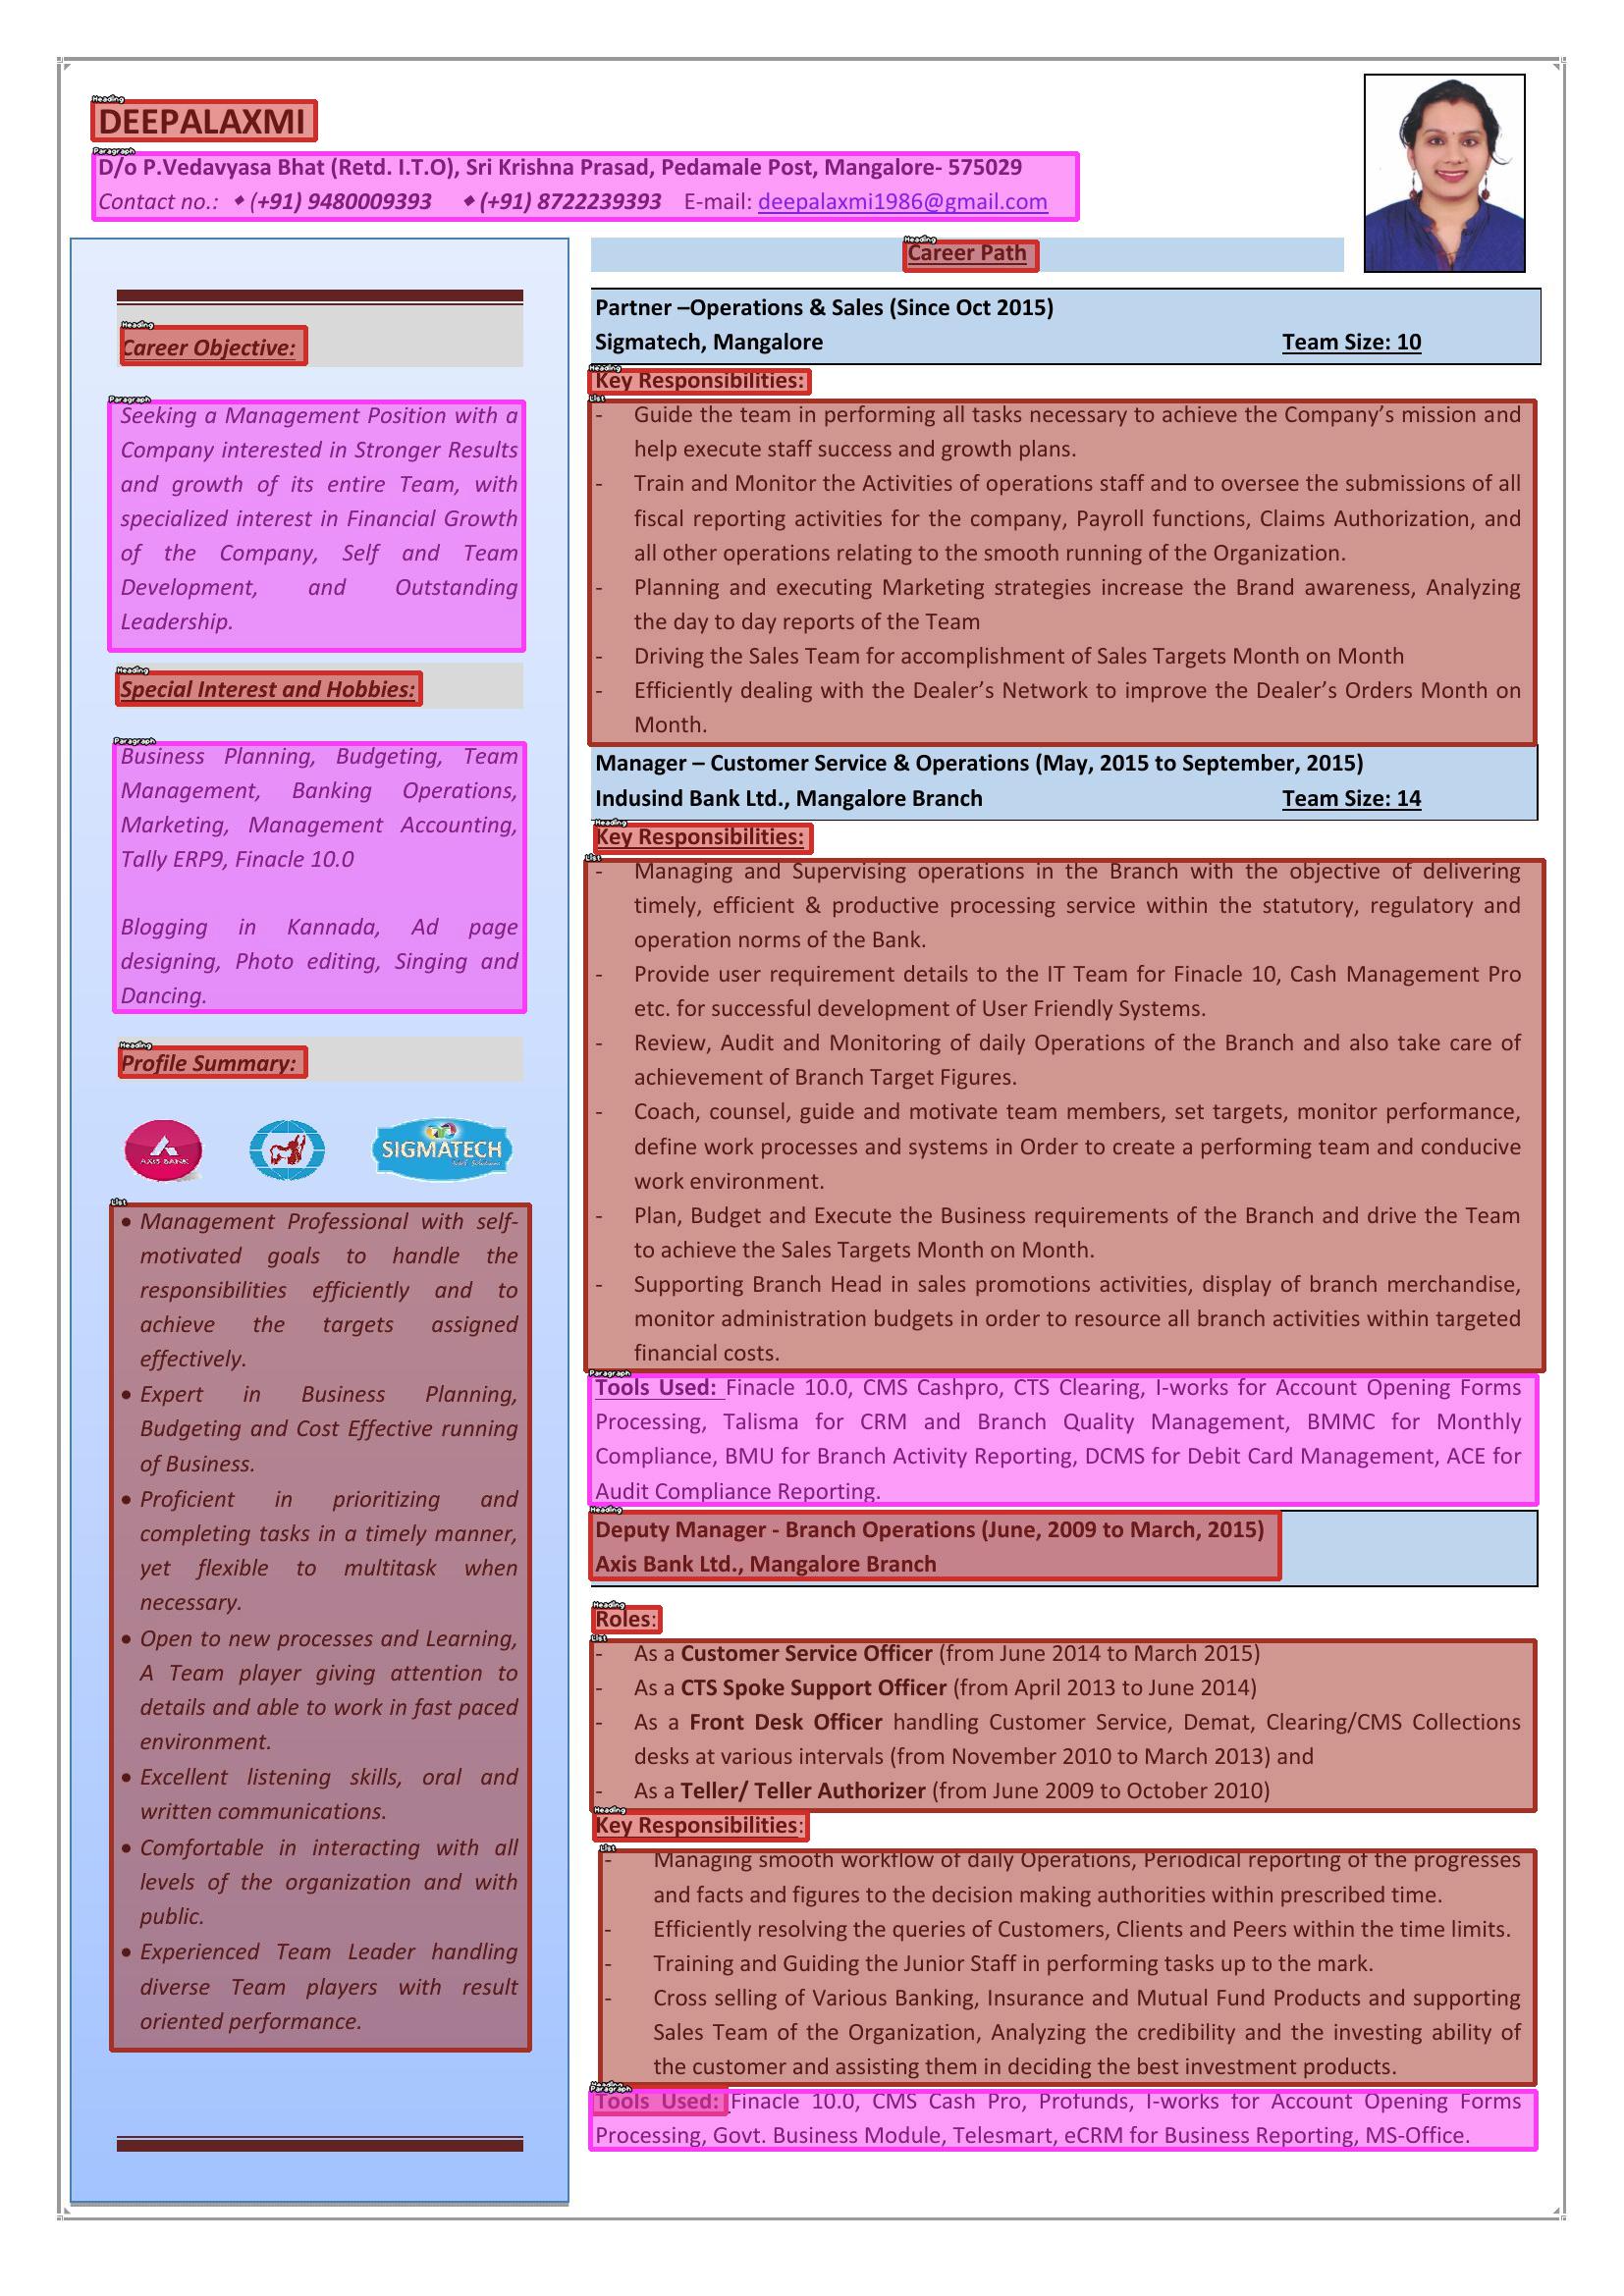 DEEPALAXMI
D/o P.Vedavyasa Bhat (Retd. I.T.O), Sri Krishna Prasad, Pedamale Post, Mangalore- 575029
Contact no.: ◆ (+91) 9480009393 ◆ (+91) 8722239393 E-mail: deepalaxmi1986@gmail.com
Career Objective:
Seeking a Management Position with a
Company interested in Stronger Results
and growth of its entire Team, with
specialized interest in Financial Growth
of the Company, Self and Team
Development, and Outstanding
Leadership.
Special Interest and Hobbies:
Business Planning, Budgeting, Team
Management, Banking Operations,
Marketing, Management Accounting,
Tally ERP9, Finacle 10.0
Blogging in Kannada, Ad page
designing, Photo editing, Singing and
Dancing.
Profile Summary:
AXIS BANK
SIGMATECH
• Management Professional with self-
motivated goals to handle the
responsibilities efficiently and to
achieve the targets assigned
effectively.
• Expert in Business Planning,
Budgeting and Cost Effective running
of Business.
• Proficient in prioritizing and
completing tasks in a timely manner,
yet flexible to multitask when
necessary.
• Open to new processes and Learning,
A Team player giving attention to
details and able to work in fast paced
environment.
• Excellent listening skills, oral and
written communications.
• Comfortable in interacting with all
levels of the organization and with
public.
• Experienced Team Leader handling
diverse Team players with result
oriented performance.
Career Path
Partner –Operations & Sales (Since Oct 2015)
Sigmatech, Mangalore Team Size: 10
Key Responsibilities:
- Guide the team in performing all tasks necessary to achieve the Company's mission and
help execute staff success and growth plans.
- Train and Monitor the Activities of operations staff and to oversee the submissions of all
fiscal reporting activities for the company, Payroll functions, Claims Authorization, and
all other operations relating to the smooth running of the Organization.
- Planning and executing Marketing strategies increase the Brand awareness, Analyzing
the day to day reports of the Team
- Driving the Sales Team for accomplishment of Sales Targets Month on Month
- Efficiently dealing with the Dealer's Network to improve the Dealer's Orders Month on
Month.
Manager – Customer Service & Operations (May, 2015 to September, 2015)
Indusind Bank Ltd., Mangalore Branch Team Size: 14
Key Responsibilities:
- Managing and Supervising operations in the Branch with the objective of delivering
timely, efficient & productive processing service within the statutory, regulatory and
operation norms of the Bank.
- Provide user requirement details to the IT Team for Finacle 10, Cash Management Pro
etc. for successful development of User Friendly Systems.
- Review, Audit and Monitoring of daily Operations of the Branch and also take care of
achievement of Branch Target Figures.
- Coach, counsel, guide and motivate team members, set targets, monitor performance,
define work processes and systems in Order to create a performing team and conducive
work environment.
- Plan, Budget and Execute the Business requirements of the Branch and drive the Team
to achieve the Sales Targets Month on Month.
- Supporting Branch Head in sales promotions activities, display of branch merchandise,
monitor administration budgets in order to resource all branch activities within targeted
financial costs.
Tools Used: Finacle 10.0, CMS Cashpro, CTS Clearing, I-works for Account Opening Forms
Processing, Talisma for CRM and Branch Quality Management, BMMC for Monthly
Compliance, BMU for Branch Activity Reporting, DCMS for Debit Card Management, ACE for
Audit Compliance Reporting.
Deputy Manager - Branch Operations (June, 2009 to March, 2015)
Axis Bank Ltd., Mangalore Branch
Roles:
- As a Customer Service Officer (from June 2014 to March 2015)
- As a CTS Spoke Support Officer (from April 2013 to June 2014)
- As a Front Desk Officer handling Customer Service, Demat, Clearing/CMS Collections
desks at various intervals (from November 2010 to March 2013) and
- As a Teller/ Teller Authorizer (from June 2009 to October 2010)
Key Responsibilities:
- Managing smooth workflow of daily Operations, Periodical reporting of the progresses
and facts and figures to the decision making authorities within prescribed time.
- Efficiently resolving the queries of Customers, Clients and Peers within the time limits.
- Training and Guiding the Junior Staff in performing tasks up to the mark.
- Cross selling of Various Banking, Insurance and Mutual Fund Products and supporting
Sales Team of the Organization, Analyzing the credibility and the investing ability of
the customer and assisting them in deciding the best investment products.
Tools Used: Finacle 10.0, CMS Cash Pro, Profunds, I-works for Account Opening Forms
Processing, Govt. Business Module, Telesmart, eCRM for Business Reporting, MS-Office.